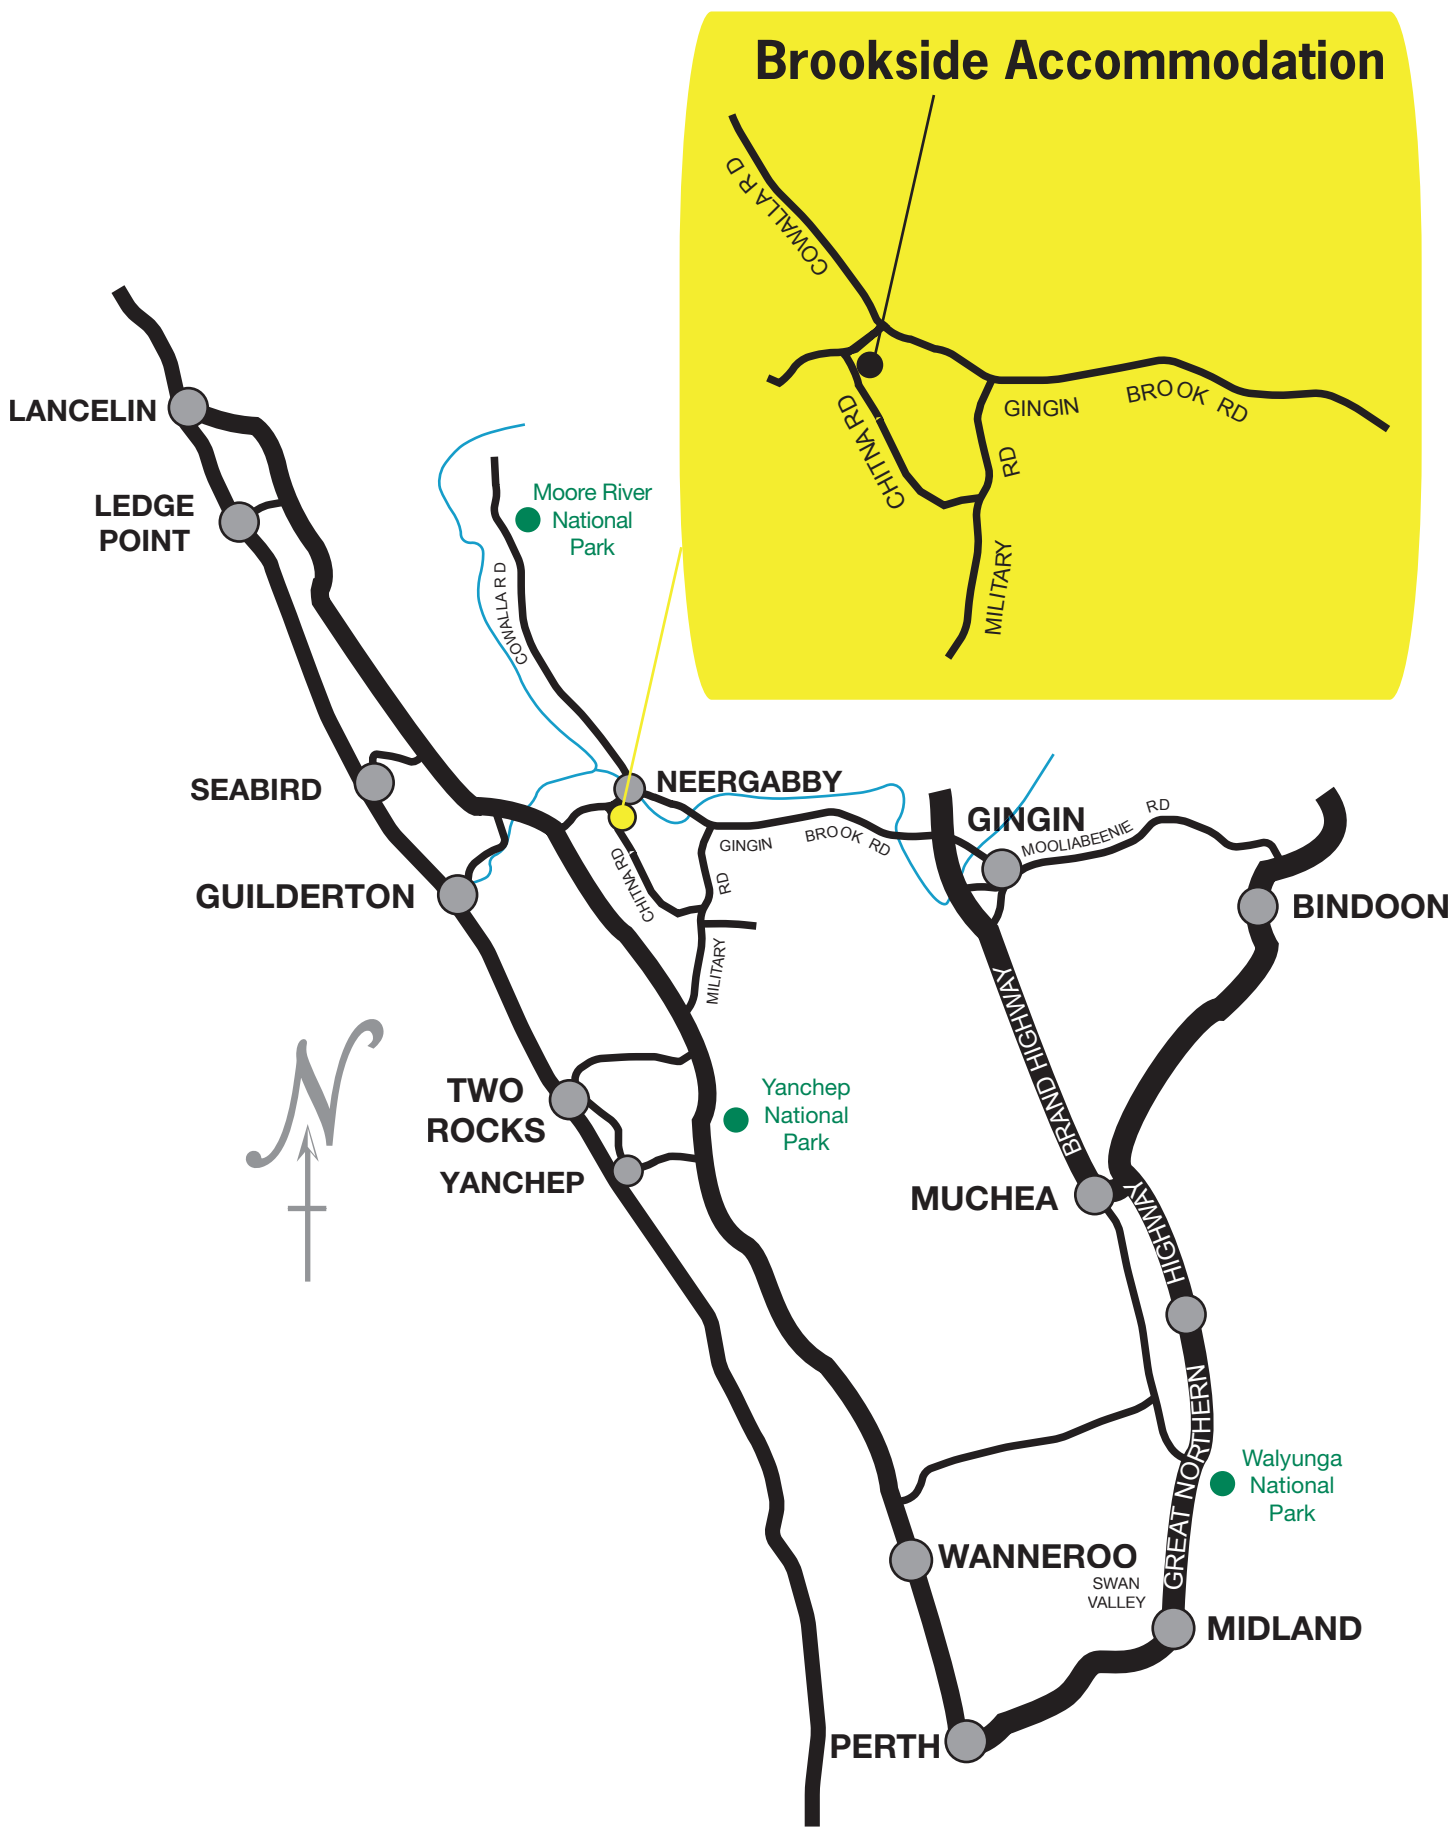 Brookside Accommodation
COWALLA RD
CHITNA RD
GINGIN BROOK RD
MILITARY RD
LANCELIN
LEDGE
POINT
Moore River
National
Park
COWALLA RD
SEABIRD
NEERGABBY
GINGIN BROOK RD
GINGIN
MOOLIABEENIE RD
GUILDERTON
CHITNA RD
MILITARY RD
BINDOON
N
BRAND HIGHWAY
TWO
ROCKS
YANCHEP
Yanchep
National
Park
MUCHEA
GREAT NORTHERN HIGHWAY
Walyunga
National
Park
WANNEROO
SWAN
VALLEY
MIDLAND
PERTH